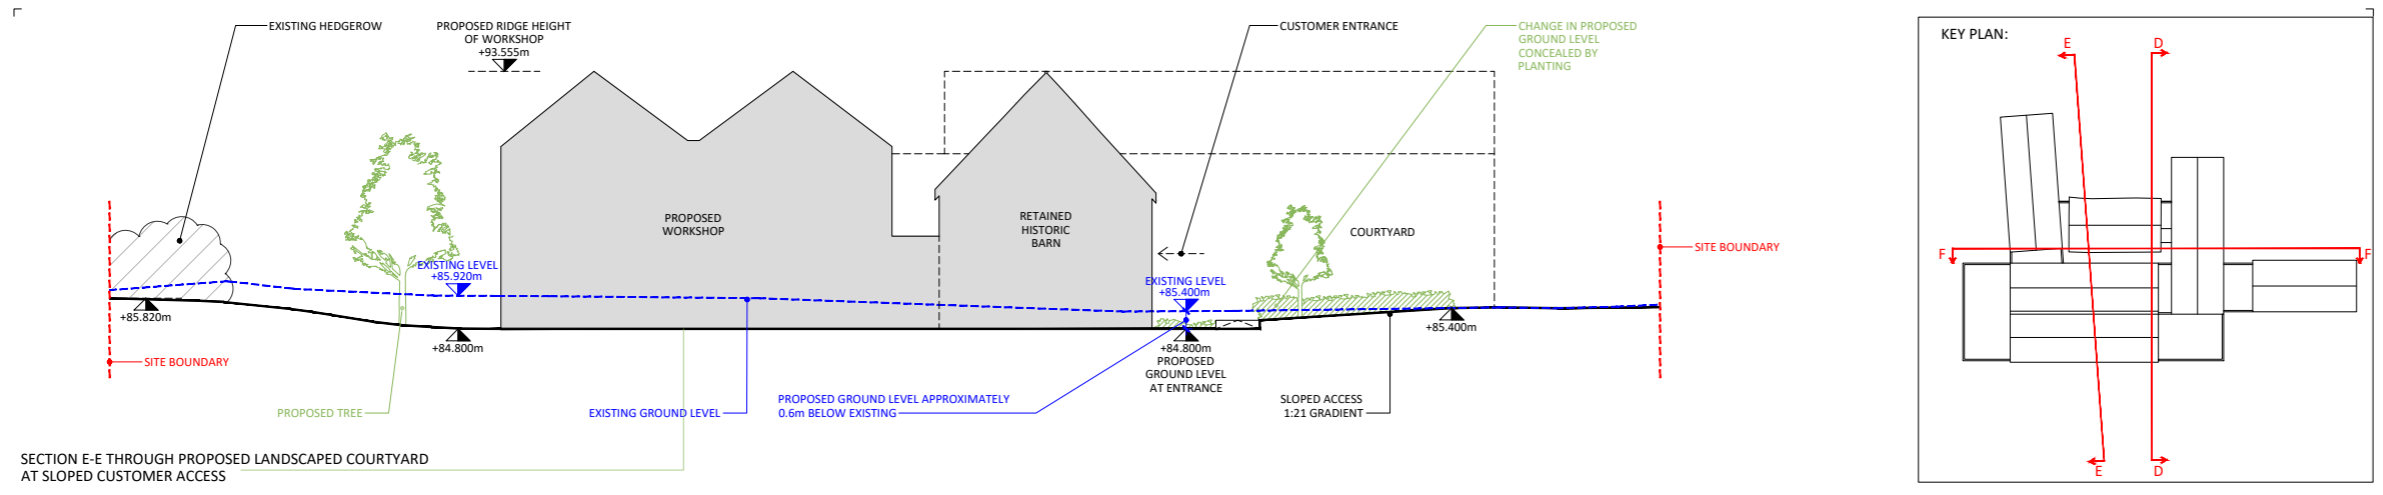 EXISTING HEDGEROW
PROPOSED RIDGE HEIGHT
OF WORKSHOP
+93.555m
CUSTOMER ENTRANCE
CHANGE IN PROPOSED
GROUND LEVEL
CONCEALED BY
PLANTING
PROPOSED
WORKSHOP
RETAINED
HISTORIC
BARN
COURTYARD
SITE BOUNDARY
EXISTING LEVEL
+85.920m
EXISTING LEVEL
+85.400m
+85.820m
+84.800m
+84.800m
PROPOSED
GROUND LEVEL
AT ENTRANCE
+85.400m
SITE BOUNDARY
PROPOSED TREE
EXISTING GROUND LEVEL
PROPOSED GROUND LEVEL APPROXIMATELY
0.6m BELOW EXISTING
SLOPED ACCESS
1:21 GRADIENT
SECTION E-E THROUGH PROPOSED LANDSCAPED COURTYARD
AT SLOPED CUSTOMER ACCESS
KEY PLAN:
E
D
F
F
E
D